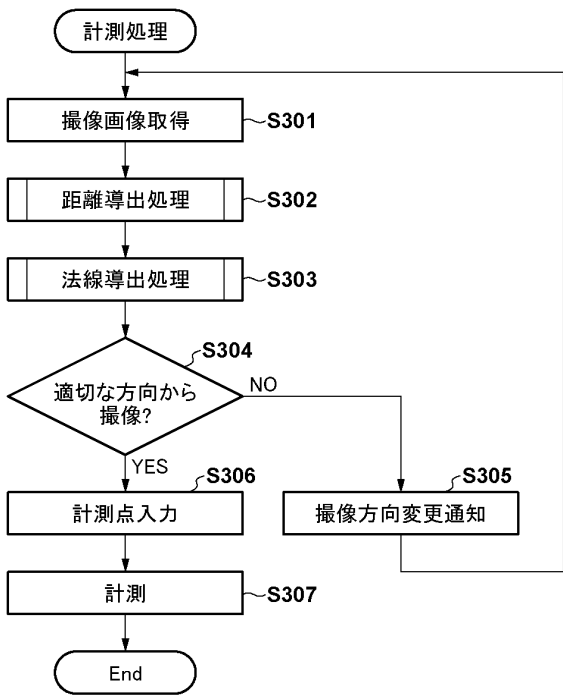 計測処理
撮像画像取得
S301
距離導出処理
S302
法線導出処理
S303
S304
適切な方向から
撮像?
NO
YES
S306
計測点入力
S305
撮像方向変更通知
計測
S307
End